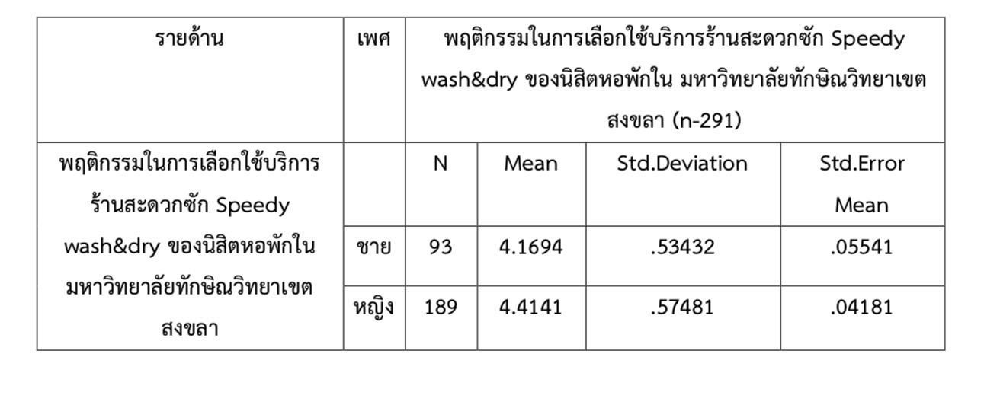 รายด้าน
เพศ
พฤติกรรมในการเลือกใช้บริการร้านสะดวกซัก Speedy
wash&dry ของนิสิตหอพักใน มหาวิทยาลัยทักษิณวิทยาเขต
สงขลา (n-291)
พฤติกรรมในการเลือกใช้บริการ
ร้านสะดวกซัก Speedy
wash&dry ของนิสิตหอพักใน
มหาวิทยาลัยทักษิณวิทยาเขต
สงขลา
N Mean Std.Deviation Std.Error
Mean
ชาย 93 4.1694 .53432 .05541
หญิง 189 4.4141 .57481 .04181